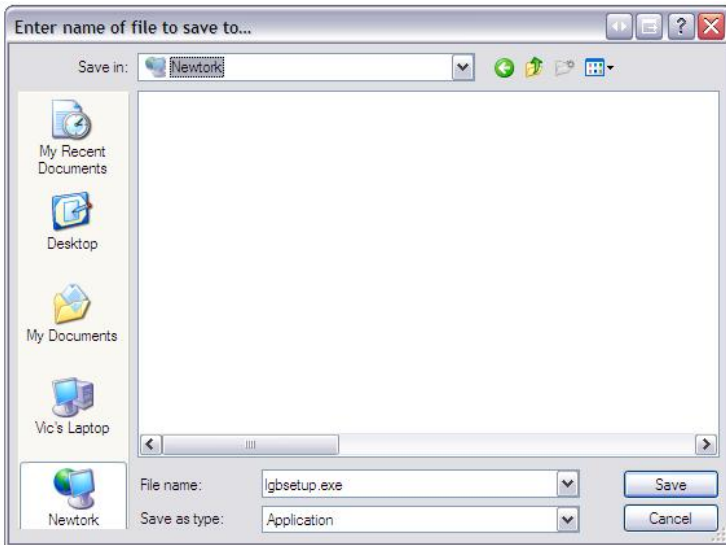 Enter name of file to save to...
Save in: Newtork
My Recent
Documents
Desktop
My Documents
Vic's Laptop
Newtork
File name: lgbsetup.exe
Save as type: Application
Save
Cancel